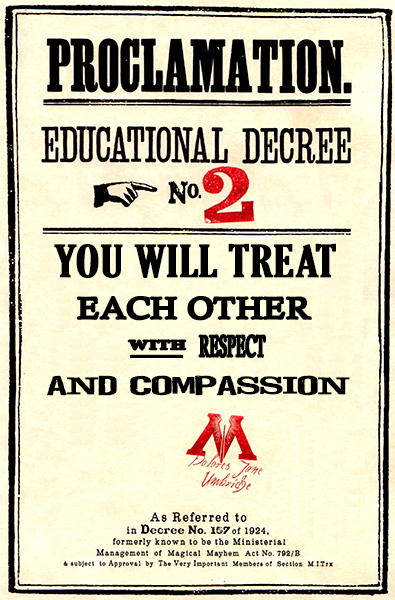 PROCLAMATION.
EDUCATIONAL DECREE
No. 2
YOU WILL TREAT
EACH OTHER
WITH RESPECT
AND COMPASSION
M
Dolores Jane
Umbridge
As Referred to
in Decree No. 157 of 1924,
formerly known to be the Ministerial
Management of Magical Mayhem Act No. 792/B
& subject to Approval by The Very Important Members of Section M.I.Trx